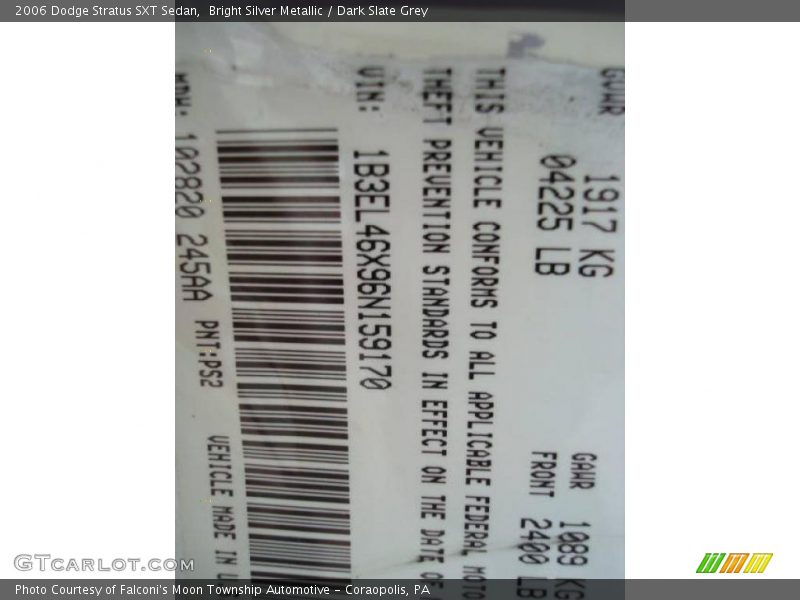 2006 Dodge Stratus SXT Sedan,  Bright Silver Metallic / Dark Slate Grey
GVWR 1917 KG GAWR 1089 KG
04225 LB FRONT 2400 LB
THIS VEHICLE CONFORMS TO ALL APPLICABLE FEDERAL MOTO
THEFT PREVENTION STANDARDS IN EFFECT ON THE DATE OF
VIN: 1B3EL46X96N159170
MDH: 102820 245AA PNT:PS2 VEHICLE MADE IN U
GTcarlot.com
Photo Courtesy of Falconi's Moon Township Automotive - Coraopolis, PA